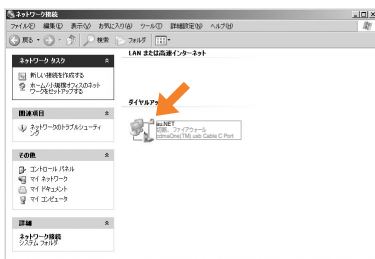 ネットワーク接続
ファイル(F) 編集(E) 表示(V) お気に入り(A) ツール(T) 詳細設定(N) ヘルプ(H)
戻る 検索 フォルダ
LAN または高速インターネット
ネットワーク タスク
新しい接続を作成する
ホーム/小規模オフィスのネット
ワークをセットアップする
ダイヤルアッ
au.NET
切断、ファイアウォール
cdmaOne(TM) usb Cable C Port
関連項目
ネットワークのトラブルシューティ
ング
その他
コントロール パネル
マイ ネットワーク
マイ ドキュメント
マイ コンピュータ
詳細
ネットワーク接続
システム フォルダ